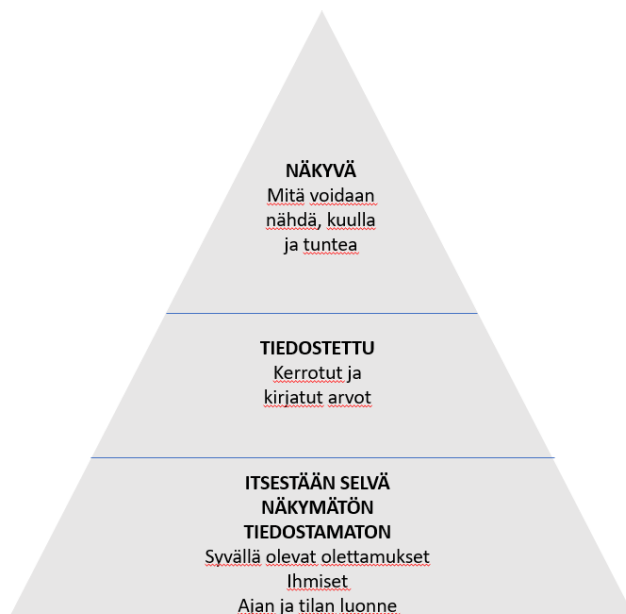 NÄKYVÄ
Mitä voidaan
nähdä, kuulla
ja tuntea
TIEDOSTETTU
Kerrotut ja
kirjatut arvot
ITSESTÄÄN SELVÄ
NÄKYMÄTÖN
TIEDOSTAMATON
Syvällä olevat olettamukset
Ihmiset
Ajan ja tilan luonne